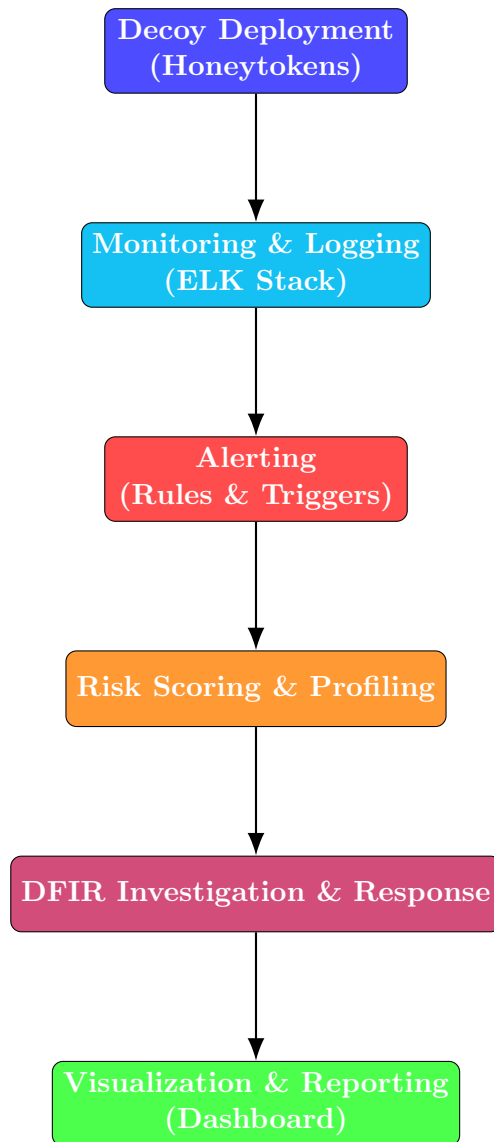 Decoy Deployment
(Honeytokens)
Monitoring & Logging
(ELK Stack)
Alerting
(Rules & Triggers)
Risk Scoring & Profiling
DFIR Investigation & Response
Visualization & Reporting
(Dashboard)